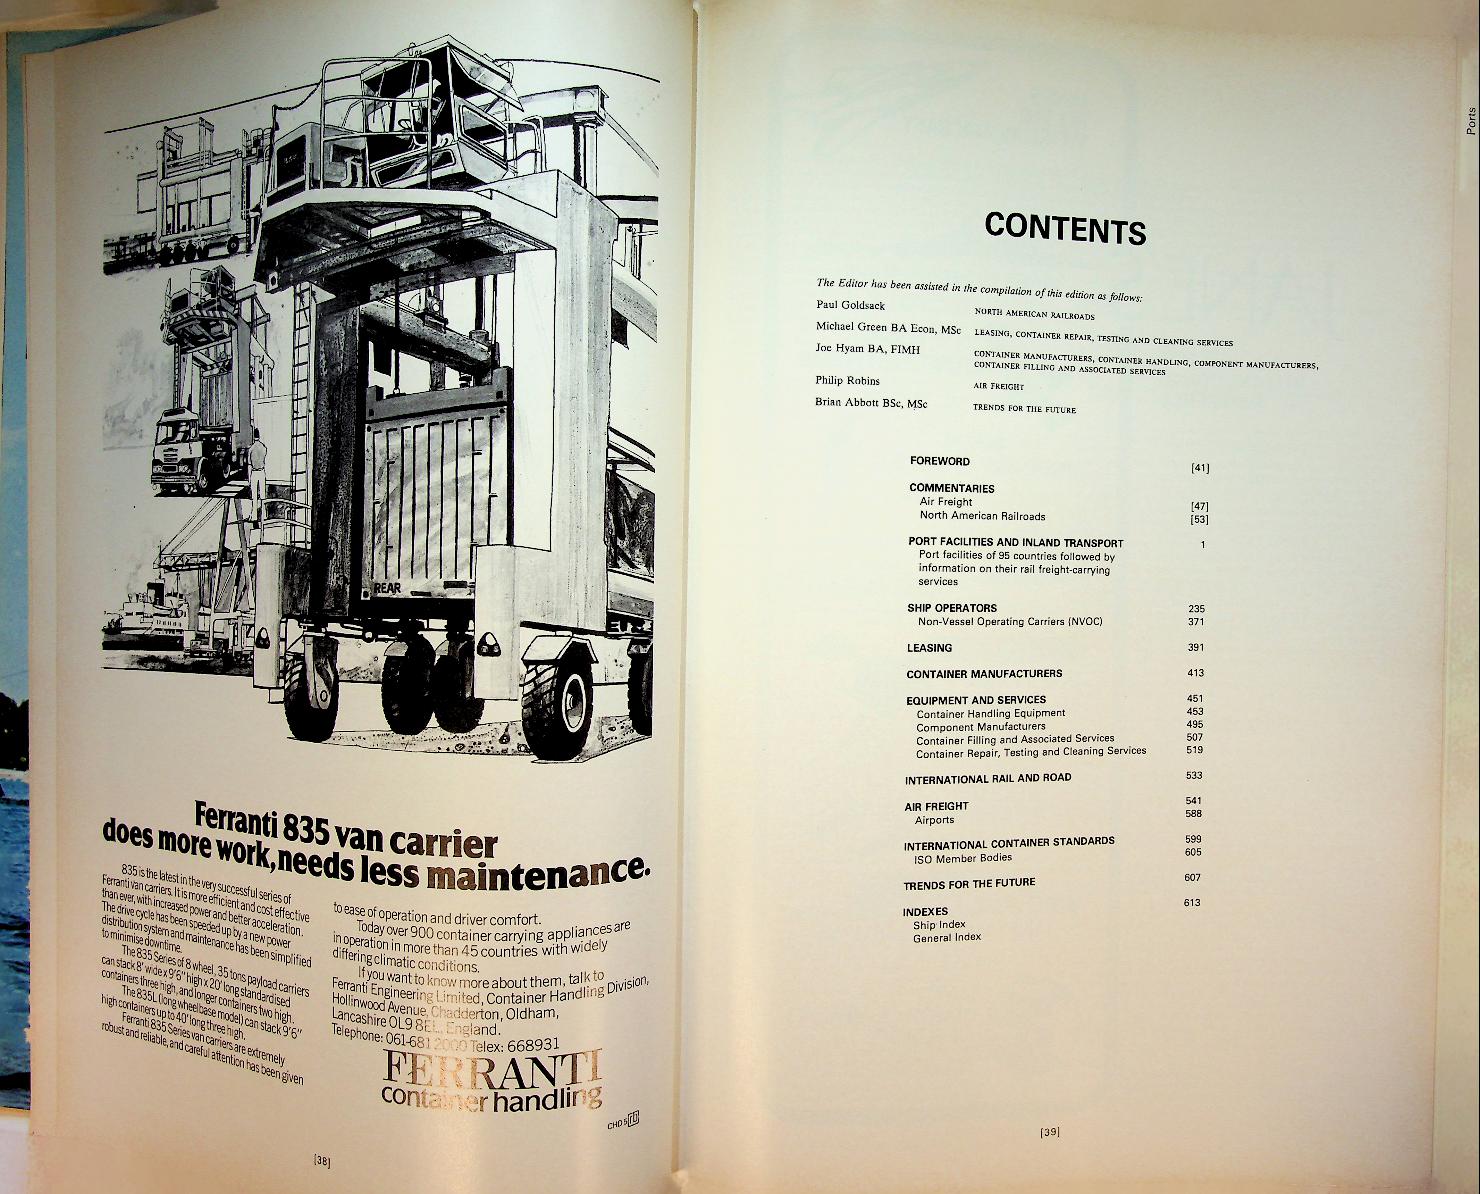 REAR
Ferranti 835 van carrier
does more work, needs less maintenance.
835 is the latest in the very successful series of
Ferranti van carriers. It is more efficient and cost effective
than ever, with increased power and better acceleration.
The drive cycle has been speeded up by a new power
distribution system and maintenance has been simplified
to minimise downtime.
The 835 Series of 8 wheel, 35 tons payload carriers
can stack 8' wide x 9'6" high x 20' long standardised
containers three high, and longer containers two high.
The 835L (long wheelbase model) can stack 9'6"
high containers up to 40' long three high.
Ferranti 835 Series van carriers are extremely
robust and reliable, and careful attention has been given
to ease of operation and driver comfort.
Today over 900 container carrying appliances are
in operation in more than 45 countries with widely
differing climatic conditions.
If you want to know more about them, talk to
Ferranti Engineering Limited, Container Handling Division,
Hollinwood Avenue, Chadderton, Oldham,
Lancashire OL9 8EL, England.
Telephone: 061-681 2000 Telex: 668931
FERRANTI
container handling
CHD 5
[38]
CONTENTS
The Editor has been assisted in the compilation of this edition as follows:
Paul Goldsack NORTH AMERICAN RAILROADS
Michael Green BA Econ, MSc LEASING, CONTAINER REPAIR, TESTING AND CLEANING SERVICES
Joe Hyam BA, FIMH CONTAINER MANUFACTURERS, CONTAINER HANDLING, COMPONENT MANUFACTURERS,
CONTAINER FILLING AND ASSOCIATED SERVICES
Philip Robins AIR FREIGHT
Brian Abbott BSc, MSc TRENDS FOR THE FUTURE
FOREWORD [41]
COMMENTARIES
Air Freight [47]
North American Railroads [53]
PORT FACILITIES AND INLAND TRANSPORT 1
Port facilities of 95 countries followed by
information on their rail freight-carrying
services
SHIP OPERATORS 235
Non-Vessel Operating Carriers (NVOC) 371
LEASING 391
CONTAINER MANUFACTURERS 413
EQUIPMENT AND SERVICES 451
Container Handling Equipment 453
Component Manufacturers 495
Container Filling and Associated Services 507
Container Repair, Testing and Cleaning Services 519
INTERNATIONAL RAIL AND ROAD 533
AIR FREIGHT 541
Airports 588
INTERNATIONAL CONTAINER STANDARDS 599
ISO Member Bodies 605
TRENDS FOR THE FUTURE 607
INDEXES 613
Ship Index
General Index
[39]
Ports